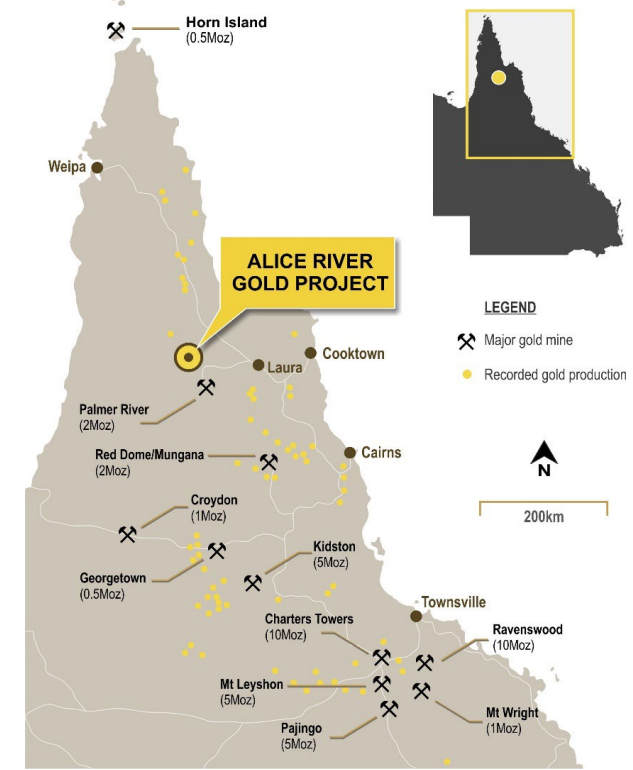 Horn Island
(0.5Moz)
Weipa
ALICE RIVER
GOLD PROJECT
LEGEND
Major gold mine
Recorded gold production
Cooktown
Laura
Palmer River
(2Moz)
Red Dome/Mungana
(2Moz)
Cairns
N
200km
Croydon
(1Moz)
Georgetown
(0.5Moz)
Kidston
(5Moz)
Townsville
Charters Towers
(10Moz)
Ravenswood
(10Moz)
Mt Leyshon
(5Moz)
Mt Wright
(1Moz)
Pajingo
(5Moz)